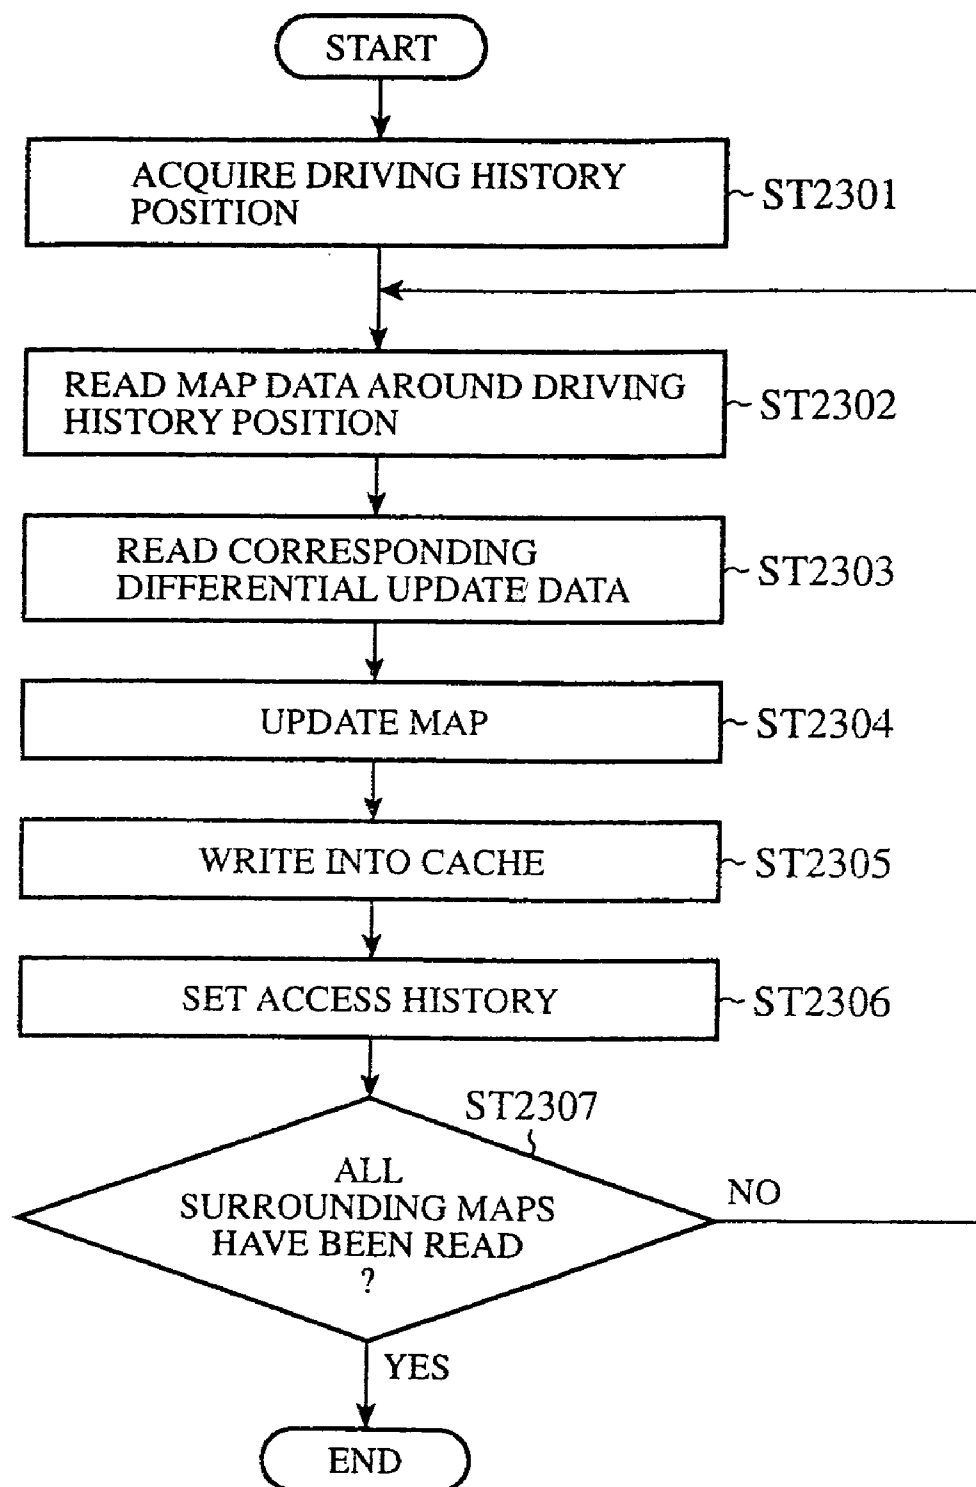 START
ACQUIRE DRIVING HISTORY
POSITION
ST2301
READ MAP DATA AROUND DRIVING
HISTORY POSITION
ST2302
READ CORRESPONDING
DIFFERENTIAL UPDATE DATA
ST2303
UPDATE MAP
ST2304
WRITE INTO CACHE
ST2305
SET ACCESS HISTORY
ST2306
ST2307
ALL
SURROUNDING MAPS
HAVE BEEN READ
?
NO
YES
END